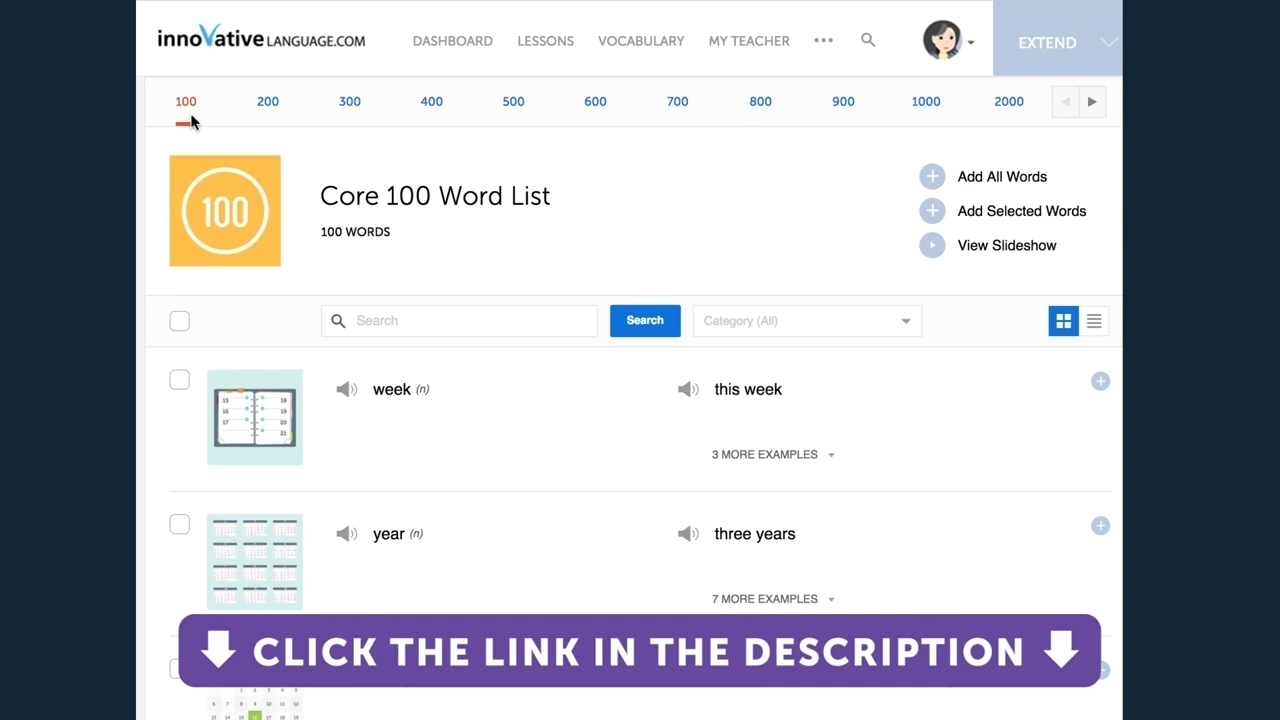 innoVative LANGUAGE.COM
DASHBOARD LESSONS VOCABULARY MY TEACHER ••• EXTEND
100 200 300 400 500 600 700 800 900 1000 2000
100
Core 100 Word List
100 WORDS
Add All Words
Add Selected Words
View Slideshow
Search Search Category (All)
week (n) this week
3 MORE EXAMPLES
year (n) three years
7 MORE EXAMPLES
CLICK THE LINK IN THE DESCRIPTION